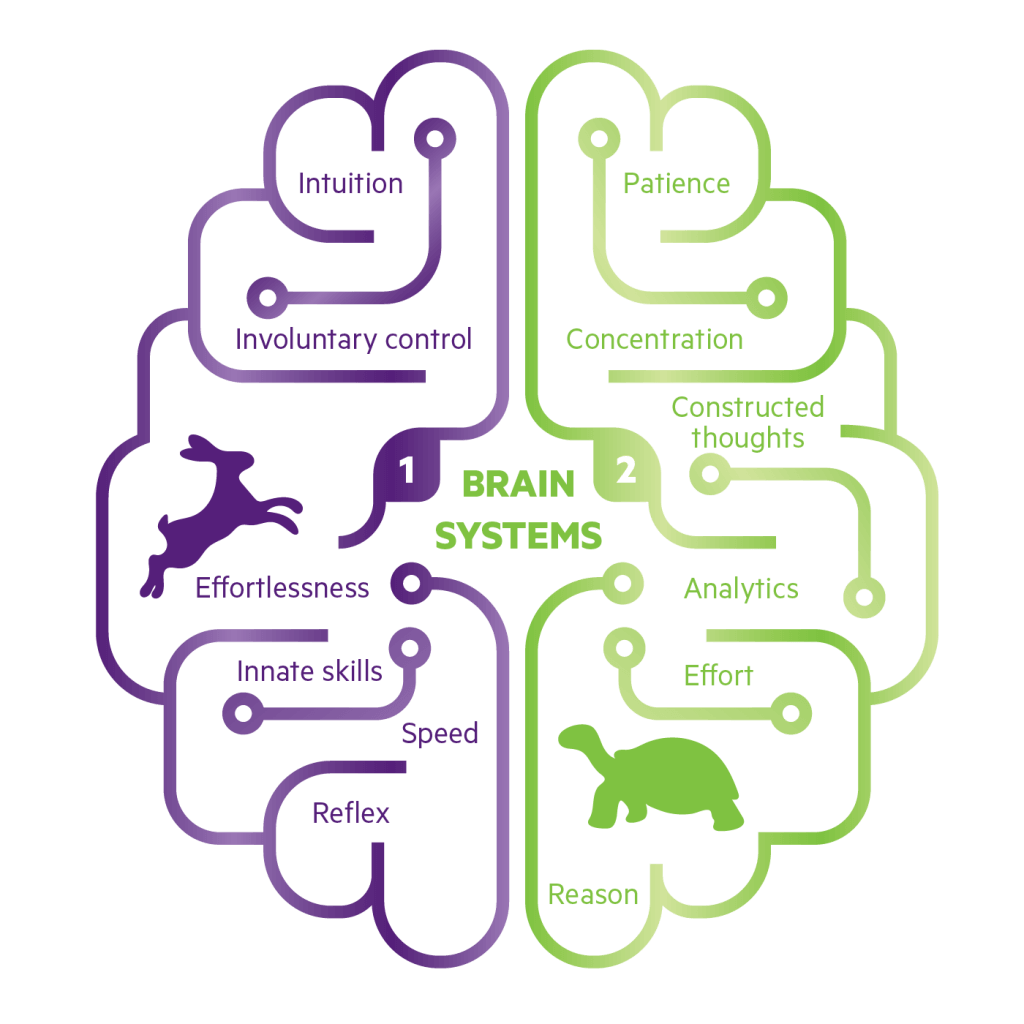 Intuition
Involuntary control
1
Effortlessness
Innate skills
Speed
Reflex
BRAIN
SYSTEMS
Patience
Concentration
Constructed
thoughts
2
Analytics
Effort
Reason